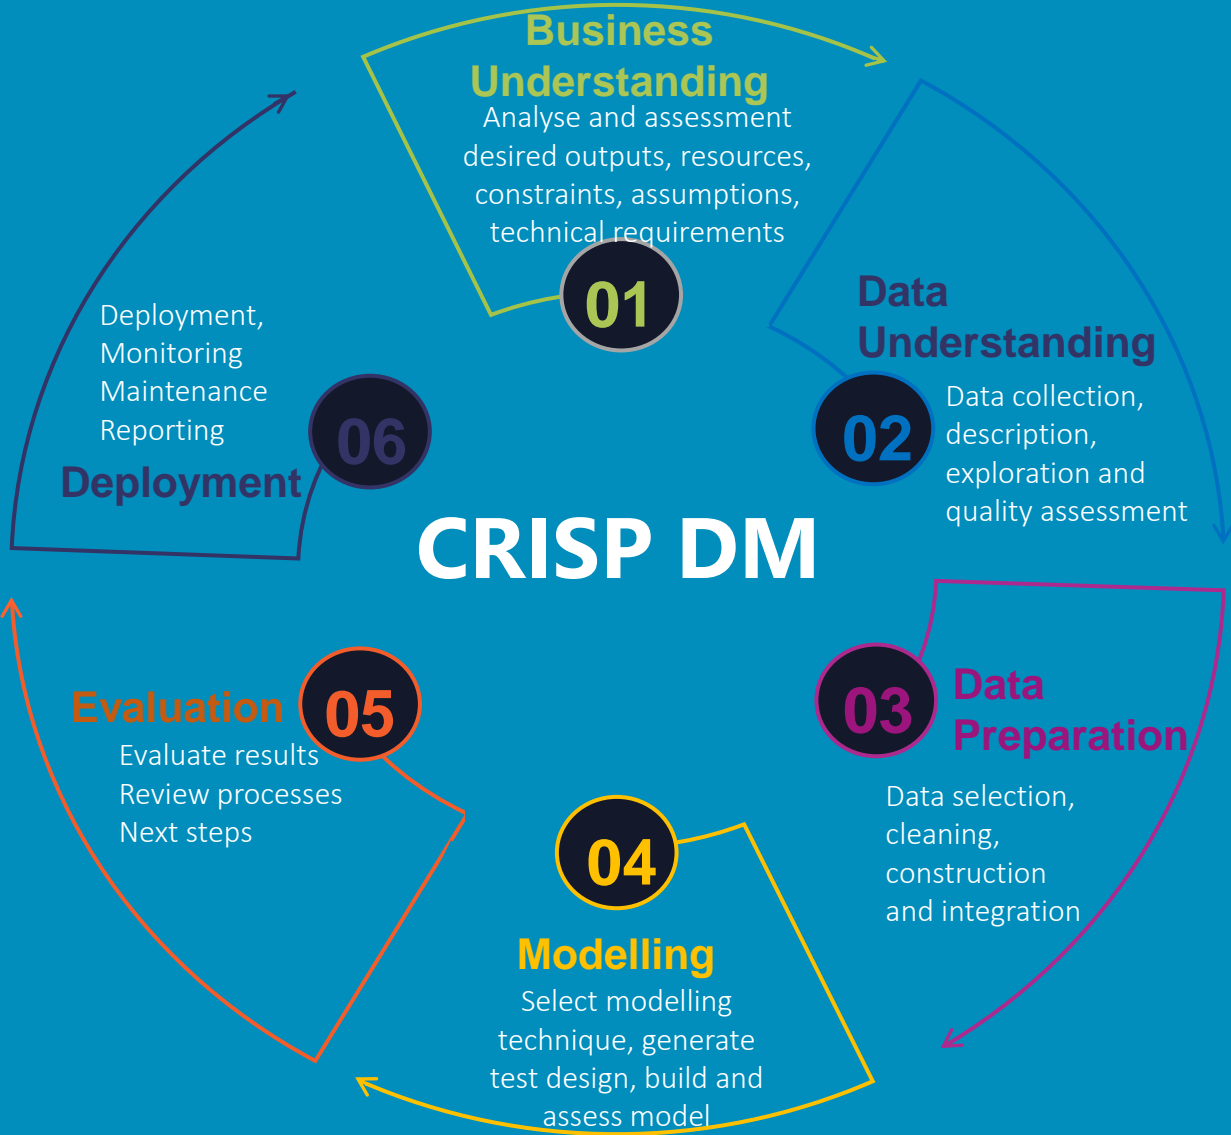 Business
Understanding
Analyse and assessment
desired outputs, resources,
constraints, assumptions,
technical requirements
01
Data
Understanding
02
Data collection,
description,
exploration and
quality assessment
CRISP DM
03
Data
Preparation
Data selection,
cleaning,
construction
and integration
04
Modelling
Select modelling
technique, generate
test design, build and
assess model
05
Evaluation
Evaluate results
Review processes
Next steps
06
Deployment,
Monitoring
Maintenance
Reporting
Deployment